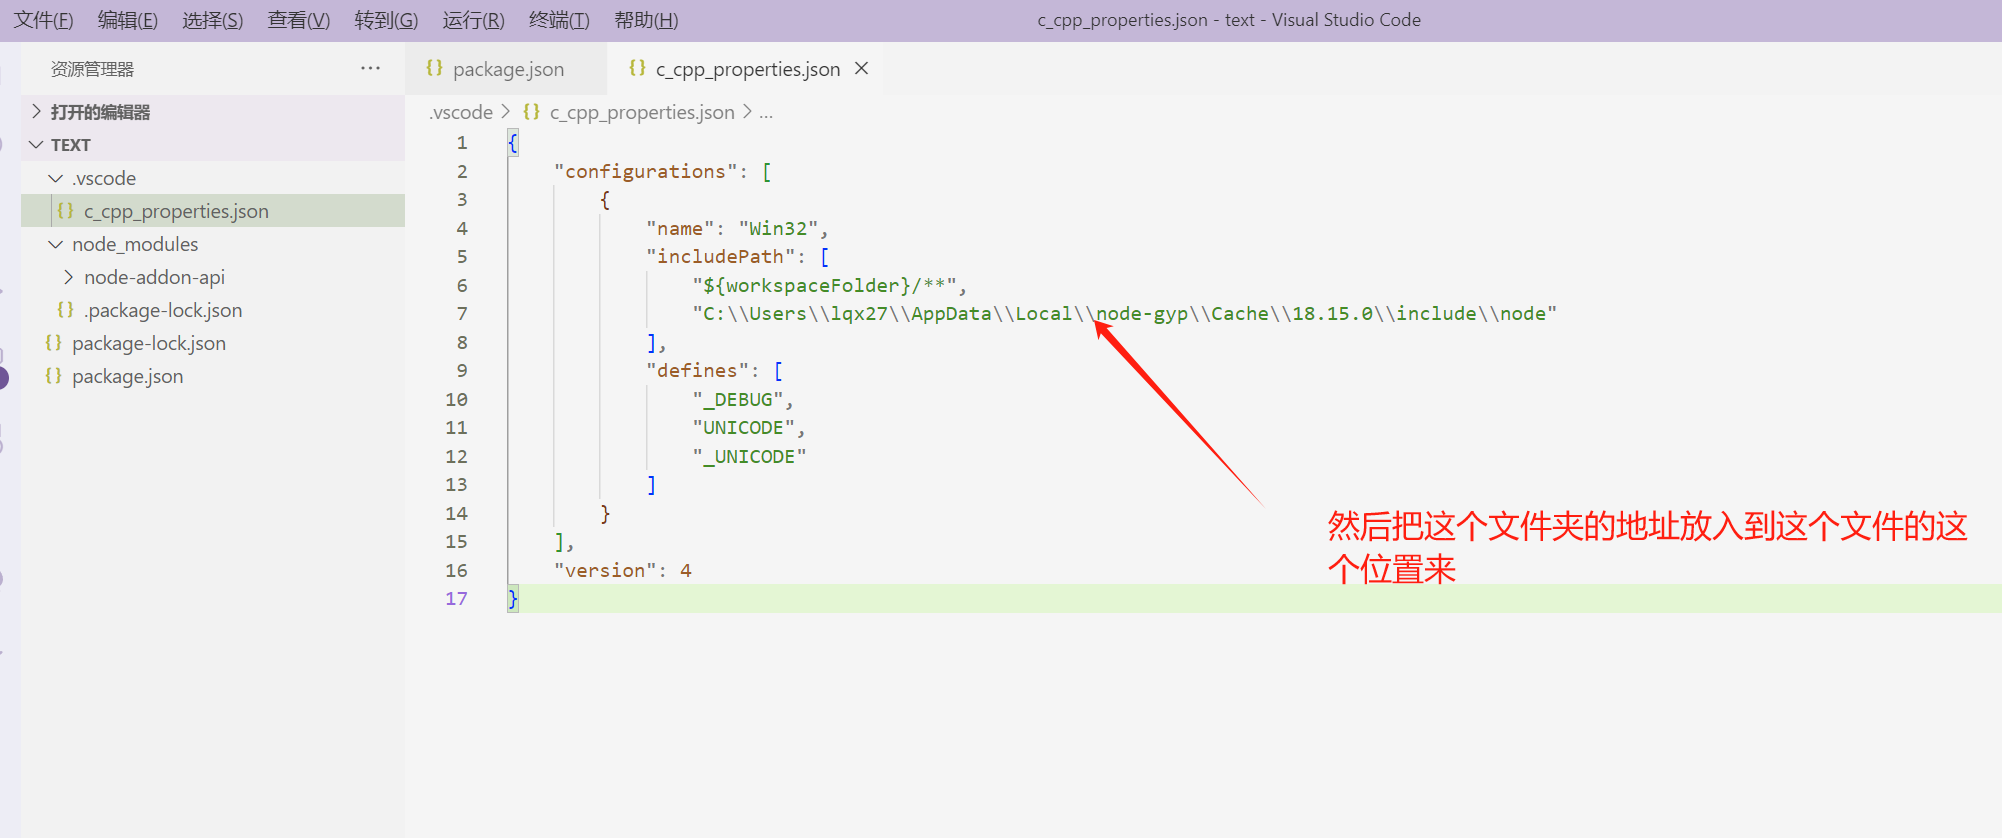 文件(F) 编辑(E) 选择(S) 查看(V) 转到(G) 运行(R) 终端(T) 帮助(H) c_cpp_properties.json - text - Visual Studio Code
资源管理器 ···
打开的编辑器
TEXT
.vscode
{} c_cpp_properties.json
node_modules
node-addon-api
{} .package-lock.json
{} package-lock.json
{} package.json
{} package.json {} c_cpp_properties.json
.vscode > {} c_cpp_properties.json > ...
1 {
2 "configurations": [
3 {
4 "name": "Win32",
5 "includePath": [
6 "${workspaceFolder}/**",
7 "C:\\Users\\lqx27\\AppData\\Local\\node-gyp\\Cache\\18.15.0\\include\\node"
8 ],
9 "defines": [
10 "_DEBUG",
11 "UNICODE",
12 "_UNICODE"
13 ]
14 }
15 ],
16 "version": 4
17 }
然后把这个文件夹的地址放入到这个文件的这
个位置来